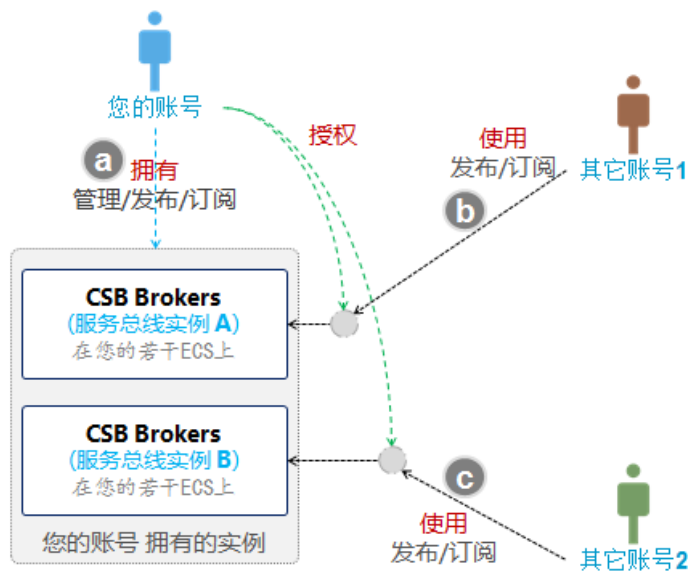 您的账号
授权
使用
发布/订阅
其它账号1
a
拥有
管理/发布/订阅
b
CSB Brokers
(服务总线实例 A)
在您的若干ECS上
CSB Brokers
(服务总线实例 B)
在您的若干ECS上
c
使用
发布/订阅
您的账号 拥有的实例
其它账号2